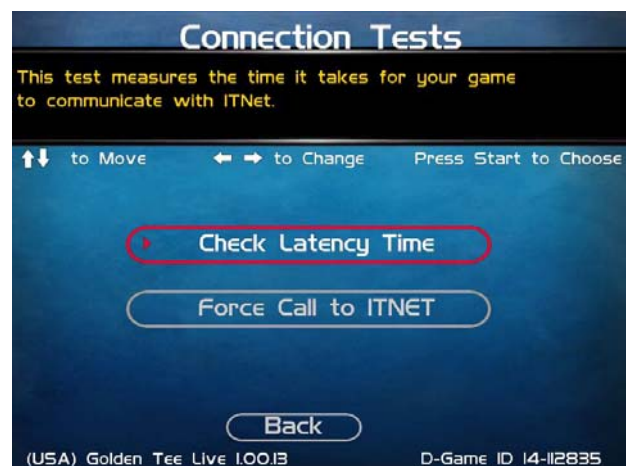 Connection Tests
This test measures the time it takes for your game
to communicate with ITNet.
to Move to Change Press Start to Choose
Check Latency Time
Force Call to ITNET
Back
(USA) Golden Tee Live 1.00.13 D-Game ID 14-112835